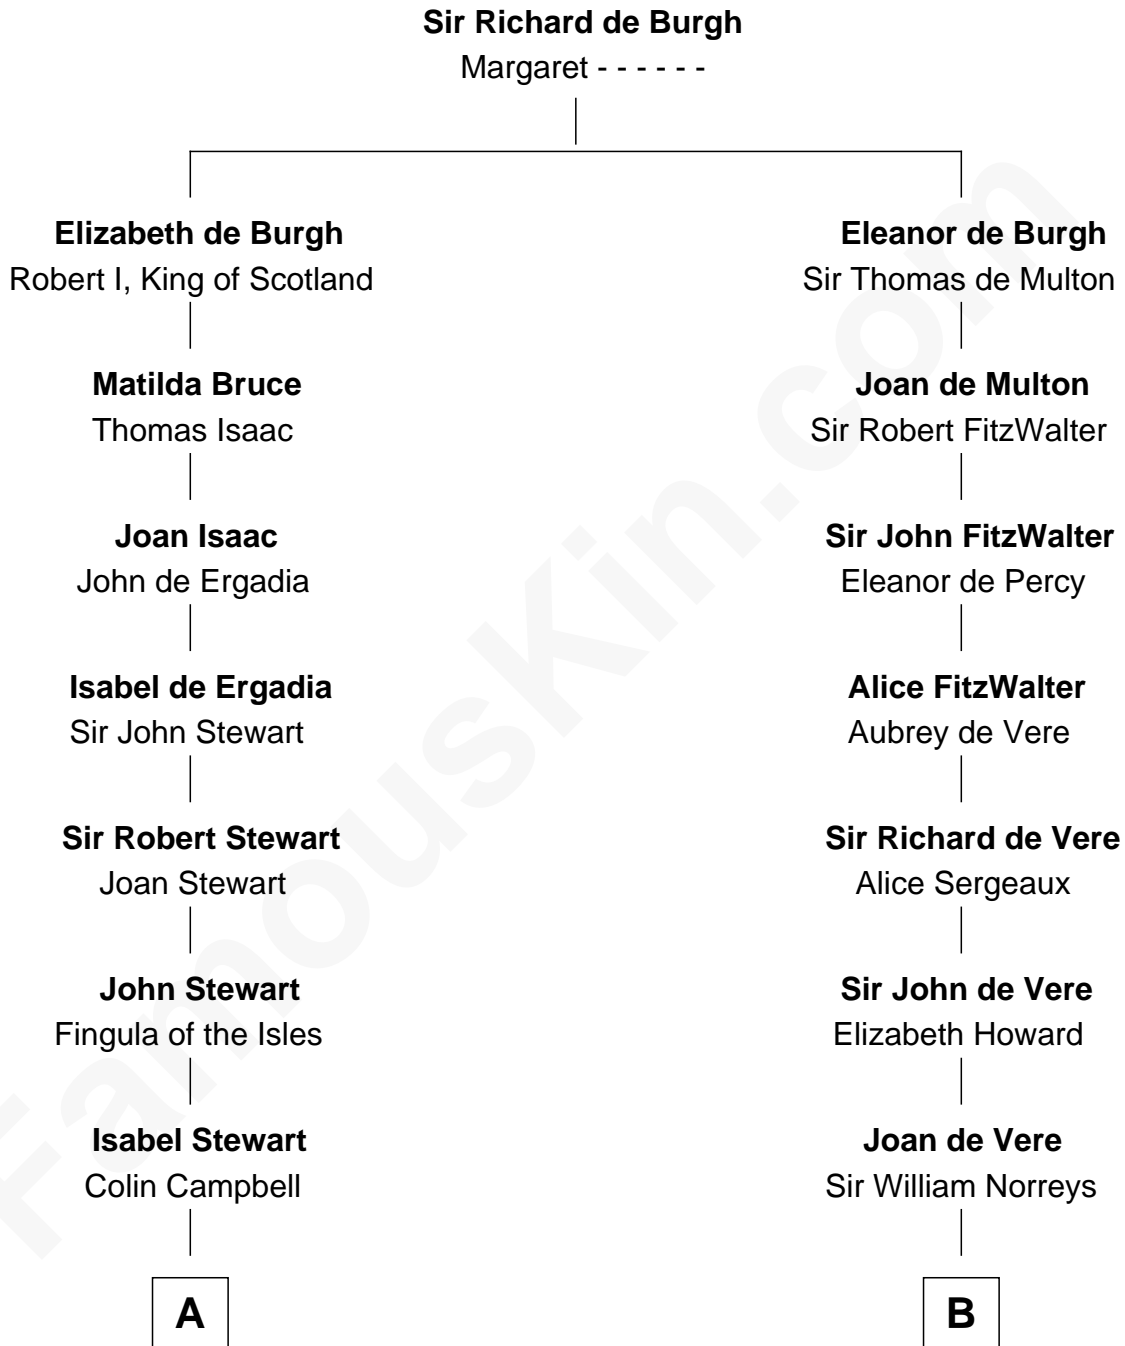 Sir Richard de Burgh
Margaret - - - - - -
Elizabeth de Burgh
Robert I, King of Scotland
Eleanor de Burgh
Sir Thomas de Multon
Matilda Bruce
Thomas Isaac
Joan de Multon
Sir Robert FitzWalter
Joan Isaac
John de Ergadia
Sir John FitzWalter
Eleanor de Percy
Isabel de Ergadia
Sir John Stewart
Alice FitzWalter
Aubrey de Vere
Sir Robert Stewart
Joan Stewart
Sir Richard de Vere
Alice Sergeaux
John Stewart
Fingula of the Isles
Sir John de Vere
Elizabeth Howard
Isabel Stewart
Colin Campbell
Joan de Vere
Sir William Norreys
A
B
FamousKin.com